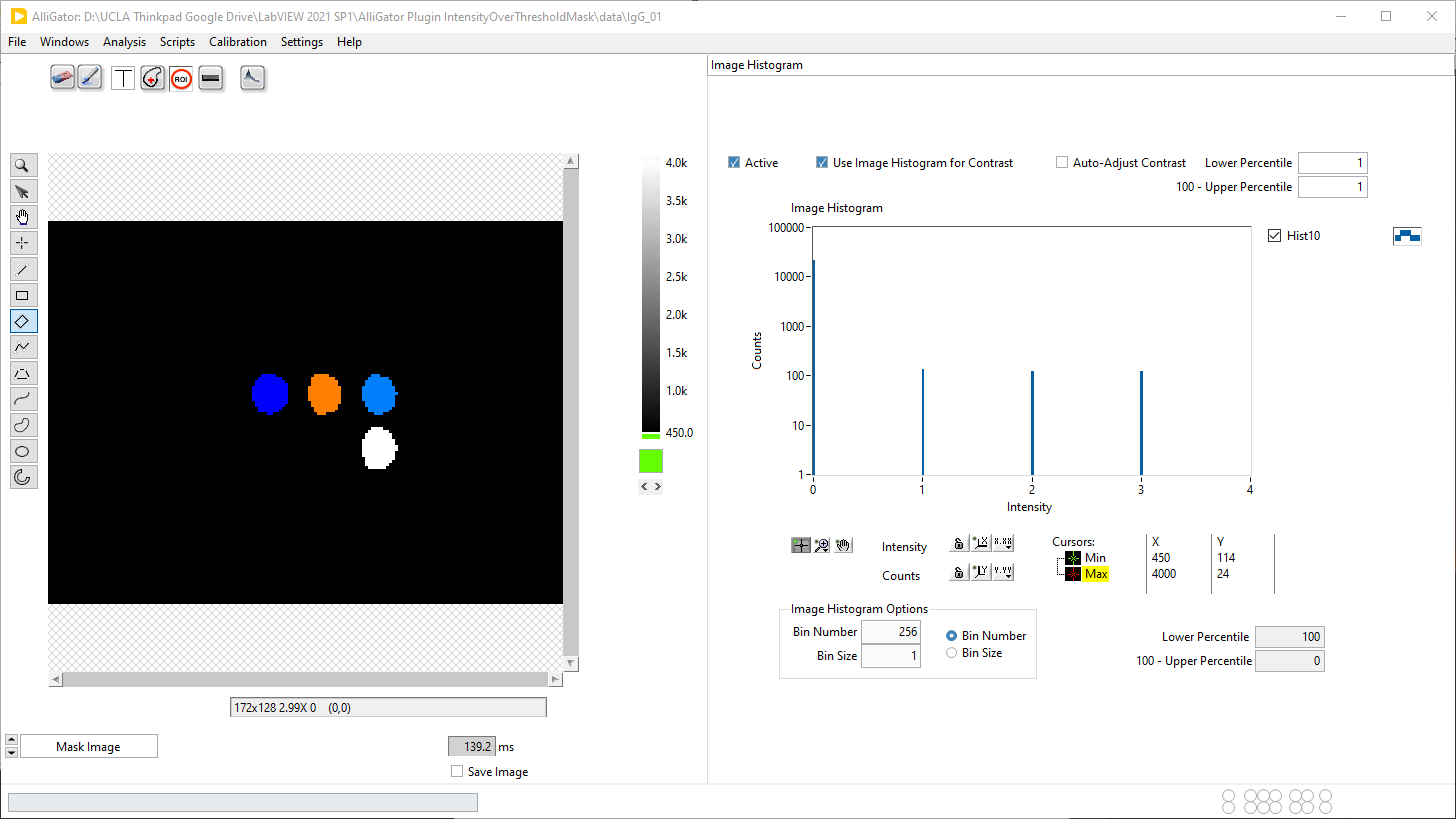 AlliGator: D:\UCLA Thinkpad Google Drive\LabVIEW 2021 SP1\AlliGator Plugin IntensityOverThresholdMask\data\IgG_01
File Windows Analysis Scripts Calibration Settings Help
T ROI
Image Histogram
Active Use Image Histogram for Contrast Auto-Adjust Contrast Lower Percentile 1
100 - Upper Percentile 1
4.0k
3.5k
3.0k
2.5k
2.0k
1.5k
1.0k
450.0
< >
Image Histogram
Hist10
100000
10000
1000
100
10
1
Counts
0 1 2 3 4
Intensity
Intensity X.XX
Counts Y.YY
Cursors: X Y
Min 450 114
Max 4000 24
Image Histogram Options
Bin Number 256
Bin Size 1
Bin Number
Bin Size
Lower Percentile 100
100 - Upper Percentile 0
172x128 2.99X 0 (0,0)
Mask Image
139.2 ms
Save Image